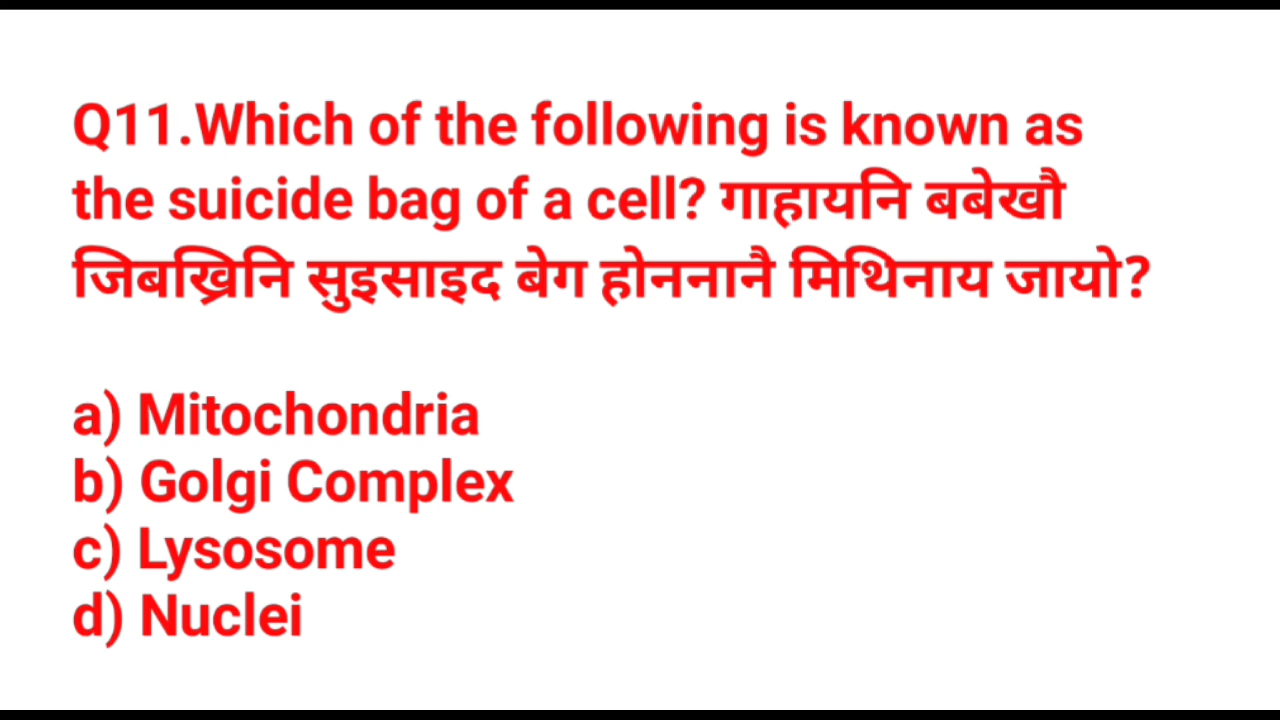 Q11.Which of the following is known as
the suicide bag of a cell? गाहायनि बबेखौ
जिबख्रिनि सुइसाइद बेग होननानै मिथिनाय जायो?
a) Mitochondria
b) Golgi Complex
c) Lysosome
d) Nuclei